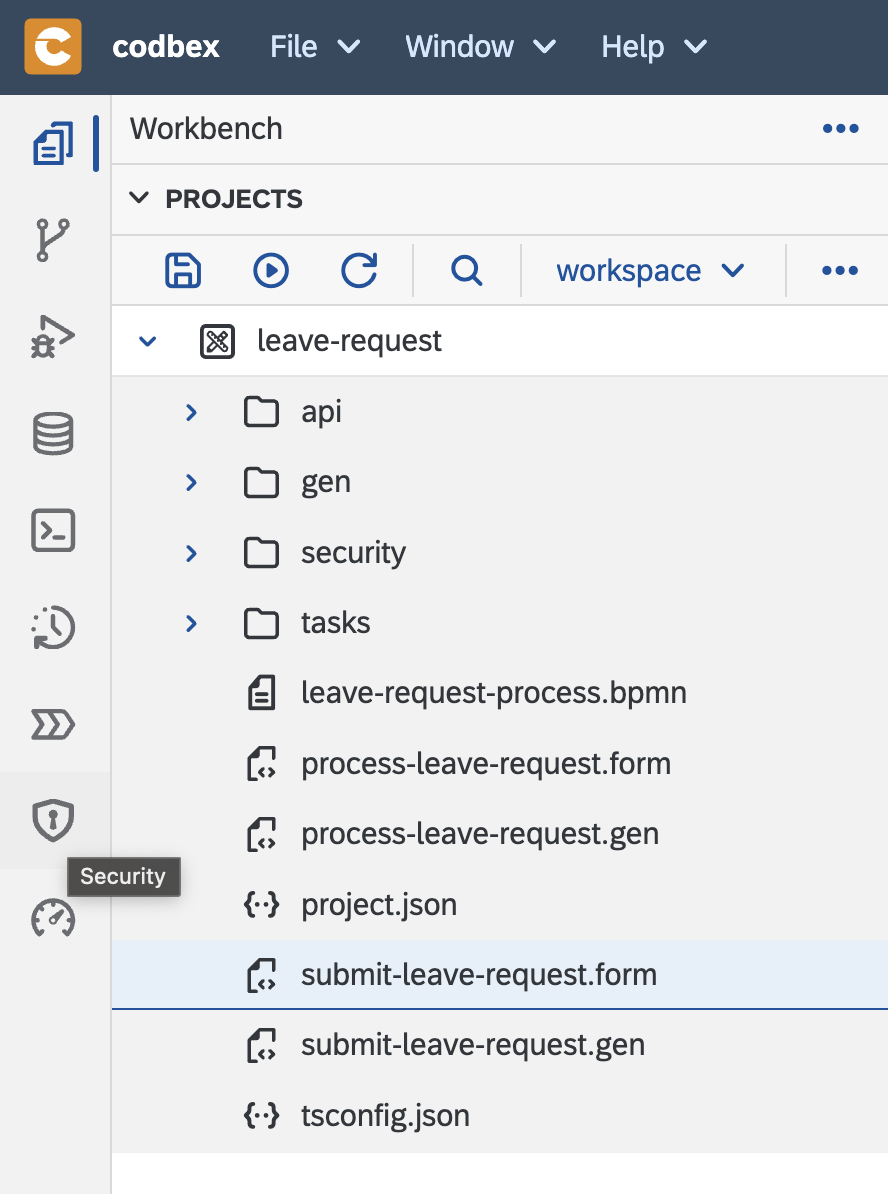 codbex File Window Help
Workbench
PROJECTS
workspace
leave-request
api
gen
security
tasks
leave-request-process.bpmn
process-leave-request.form
process-leave-request.gen
Security
project.json
submit-leave-request.form
submit-leave-request.gen
tsconfig.json